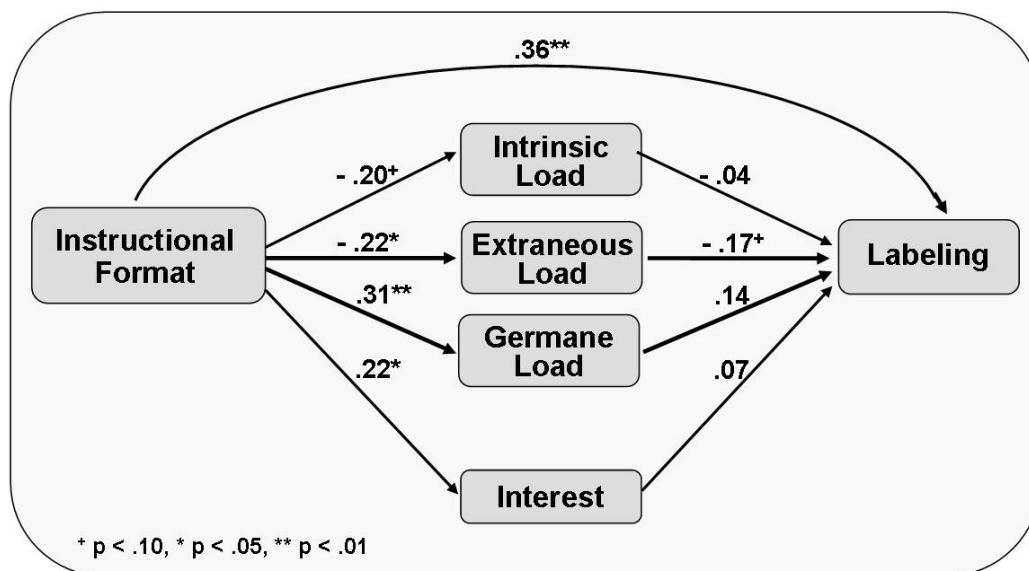 .36**
Intrinsic
Load
- .20⁺
- .04
Instructional
Format
- .22*
Extraneous
Load
- .17⁺
Labeling
.31**
Germane
Load
.14
.22*
.07
Interest
⁺ p < .10, * p < .05, ** p < .01